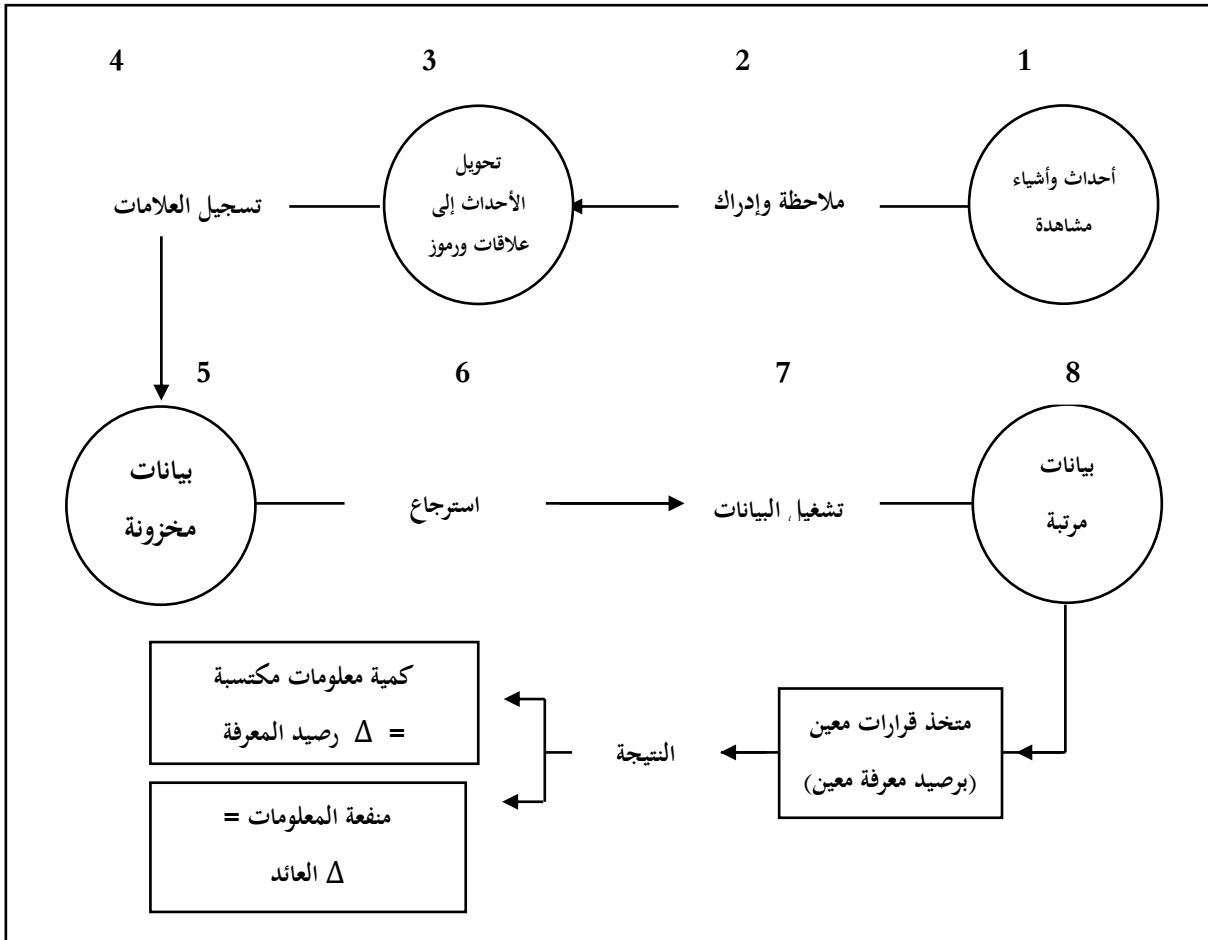 1
2
3
4
أحداث وأشياء
مشاهدة
ملاحظة وإدراك
تحويل
الأحداث إلى
علاقات ورموز
تسجيل العلامات
5
6
7
8
بيانات
مخزونة
استرجاع
تشغيل البيانات
بيانات
مرتبة
متخذ قرارات معين
(برصيد معرفة معين)
النتيجة
كمية معلومات مكتسبة
= Δ رصيد المعرفة
منفعة المعلومات =
Δ العائد